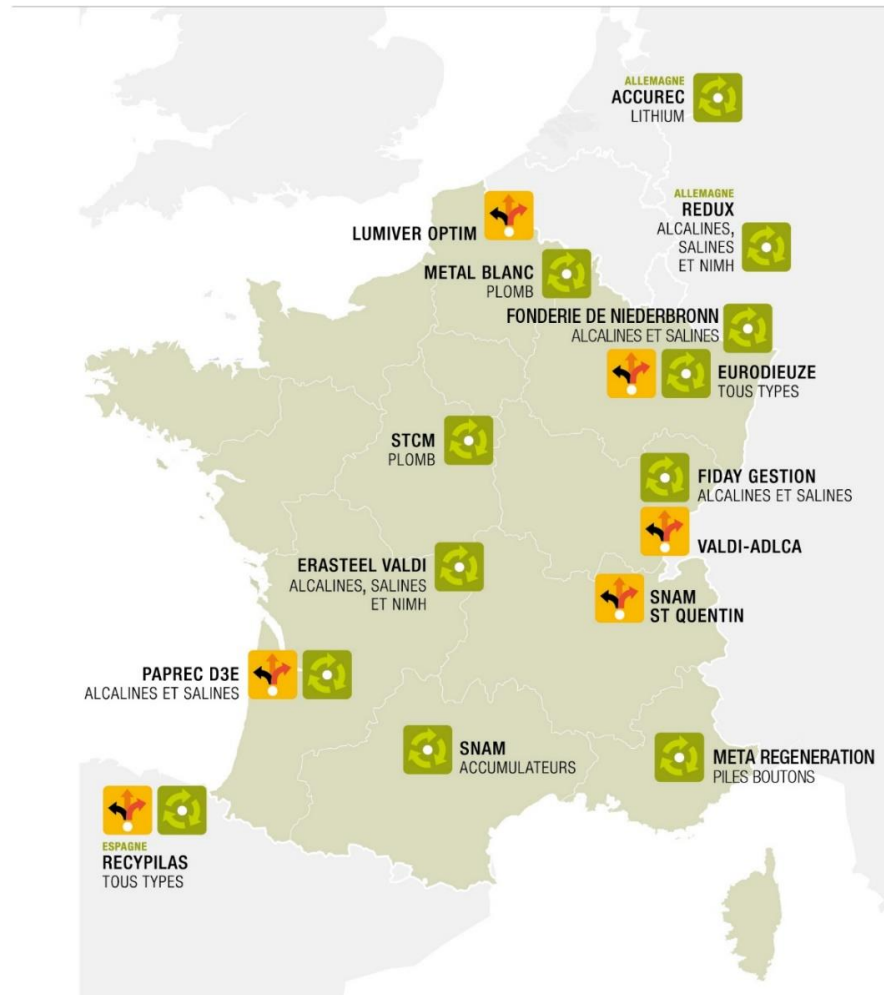 ALLEMAGNE
ACCUREC
LITHIUM
ALLEMAGNE
REDUX
ALCALINES,
SALINES
ET NIMH
LUMIVER OPTIM
METAL BLANC
PLOMB
FONDERIE DE NIEDERBRONN
ALCALINES ET SALINES
EURODIEUZE
TOUS TYPES
STCM
PLOMB
FIDAY GESTION
ALCALINES ET SALINES
VALDI-ADLCA
ERASTEEL VALDI
ALCALINES, SALINES
ET NIMH
SNAM
ST QUENTIN
PAPREC D3E
ALCALINES ET SALINES
SNAM
ACCUMULATEURS
META REGENERATION
PILES BOUTONS
ESPAGNE
RECYPILAS
TOUS TYPES